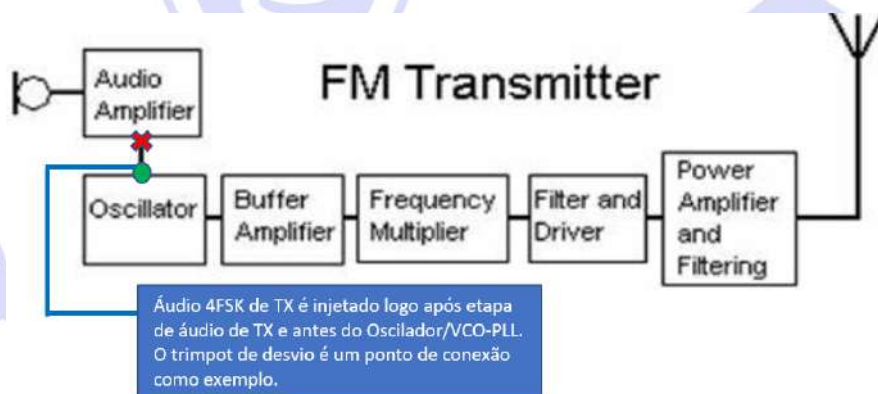 FM Transmitter
Audio
Amplifier
Oscillator
Buffer
Amplifier
Frequency
Multiplier
Filter and
Driver
Power
Amplifier
and
Filtering
Áudio 4FSK de TX é injetado logo após etapa
de áudio de TX e antes do Oscilador/VCO-PLL.
O trimpot de desvio é um ponto de conexão
como exemplo.